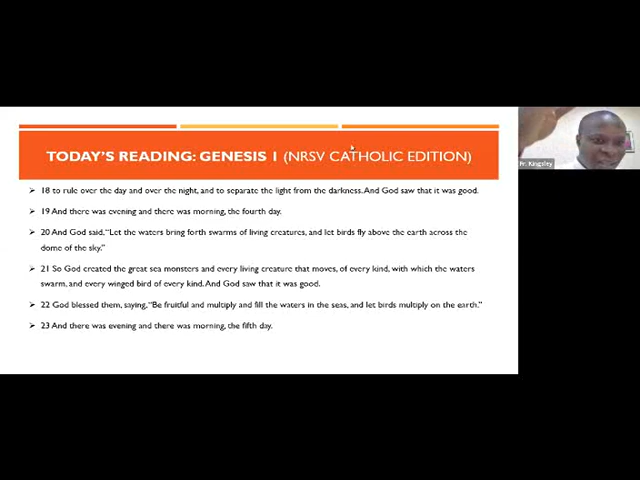 TODAY'S READING: GENESIS 1 (NRSV CATHOLIC EDITION)
Fr. Kingsley
➢ 18 to rule over the day and over the night, and to separate the light from the darkness. And God saw that it was good.
➢ 19 And there was evening and there was morning, the fourth day.
➢ 20 And God said, "Let the waters bring forth swarms of living creatures, and let birds fly above the earth across the
dome of the sky."
➢ 21 So God created the great sea monsters and every living creature that moves, of every kind, with which the waters
swarm, and every winged bird of every kind. And God saw that it was good.
➢ 22 God blessed them, saying, "Be fruitful and multiply and fill the waters in the seas, and let birds multiply on the earth."
➢ 23 And there was evening and there was morning, the fifth day.